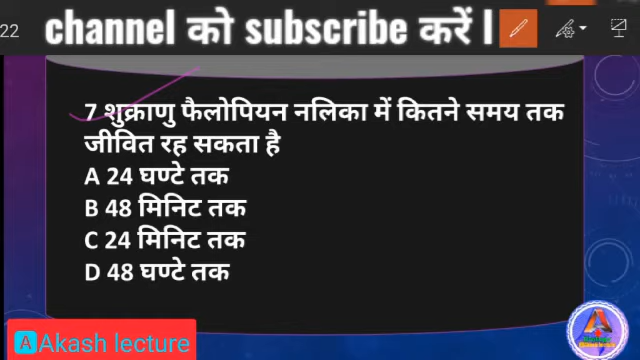 22 channel को subscribe करें l
7 शुक्राणु फैलोपियन नलिका में कितने समय तक
जीवित रह सकता है
A 24 घण्टे तक
B 48 मिनिट तक
C 24 मिनिट तक
D 48 घण्टे तक
A Akash lecture